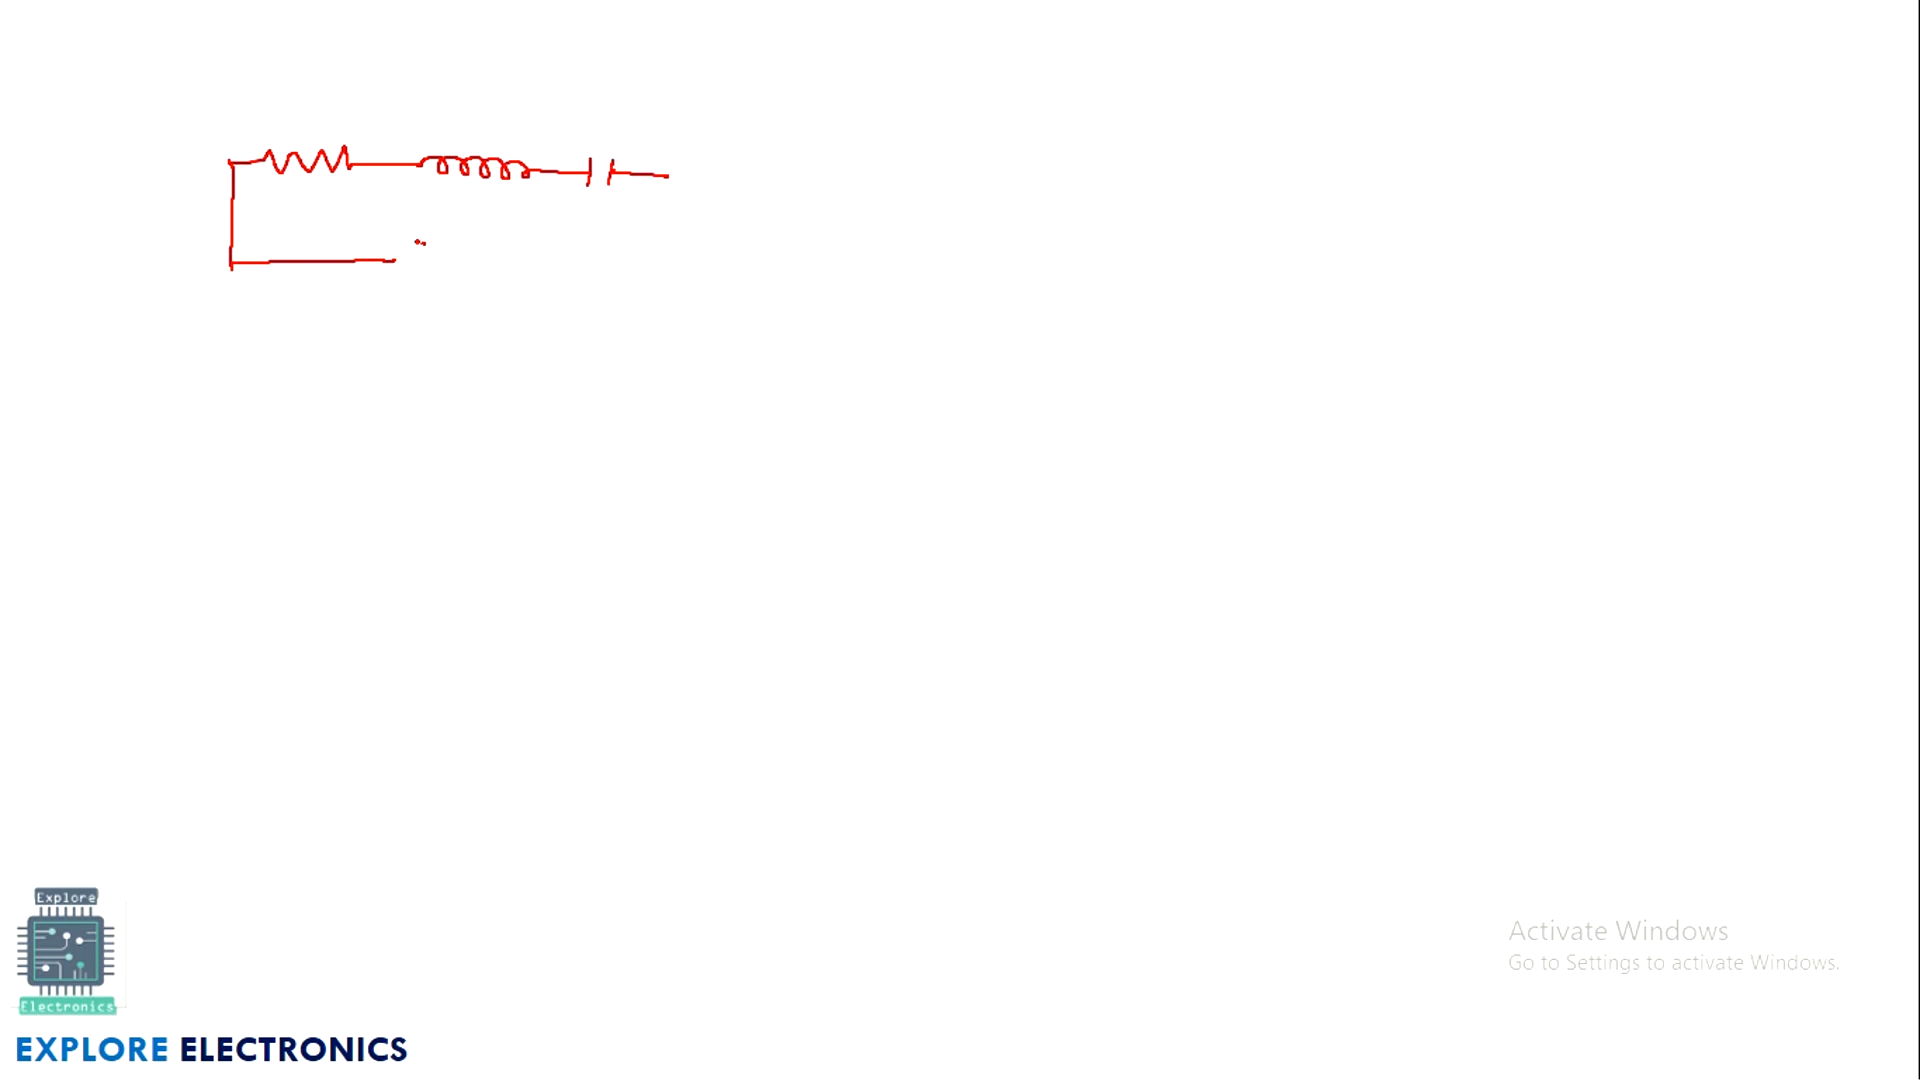 Explore
Electronics
EXPLORE ELECTRONICS
Activate Windows
Go to Settings to activate Windows.